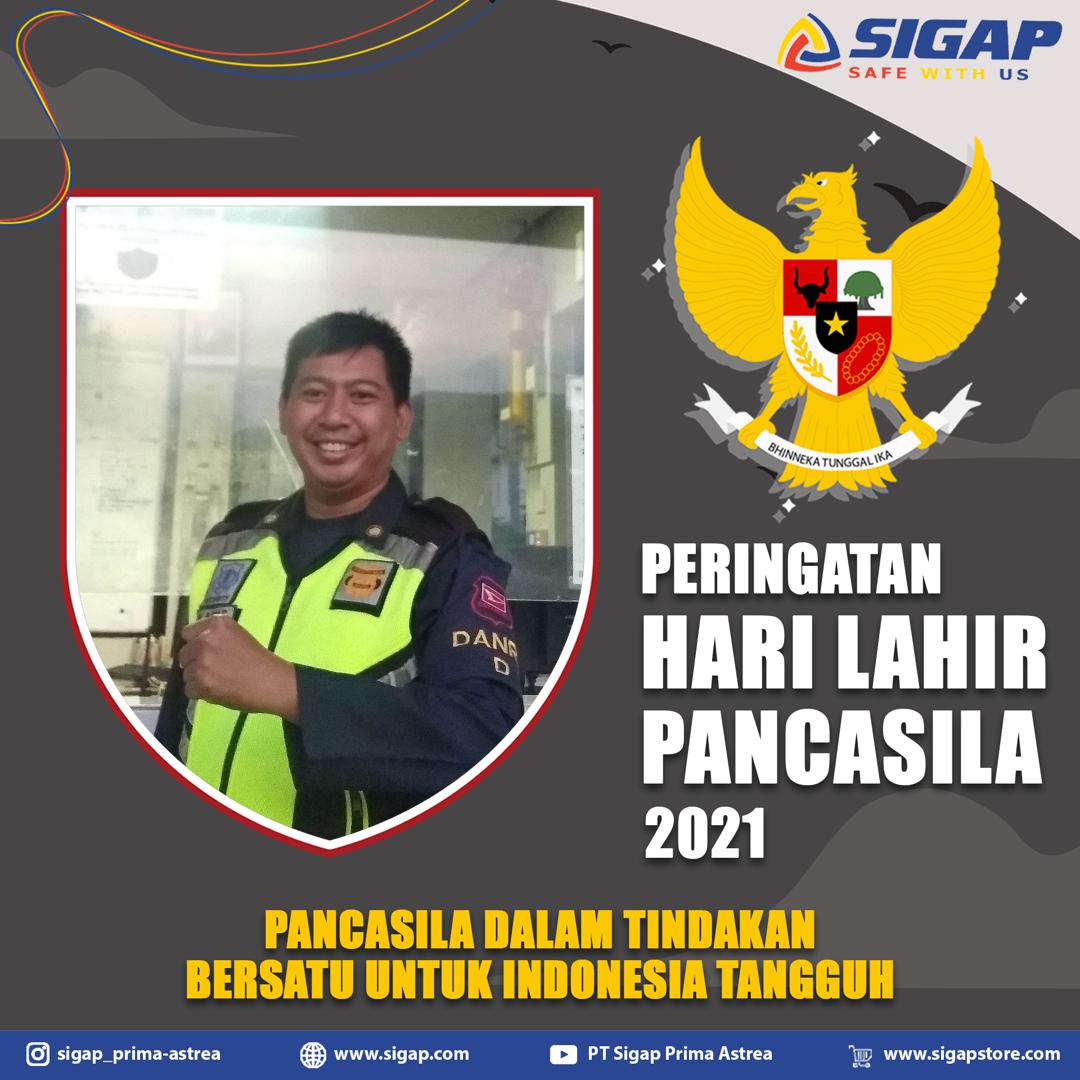 SIGAP
SAFE WITH US
BHINNEKA TUNGGAL IKA
DANR
D
PERINGATAN
HARI LAHIR
PANCASILA
2021
PANCASILA DALAM TINDAKAN
BERSATU UNTUK INDONESIA TANGGUH
sigap_prima-astrea
www.sigap.com
PT Sigap Prima Astrea
www.sigapstore.com